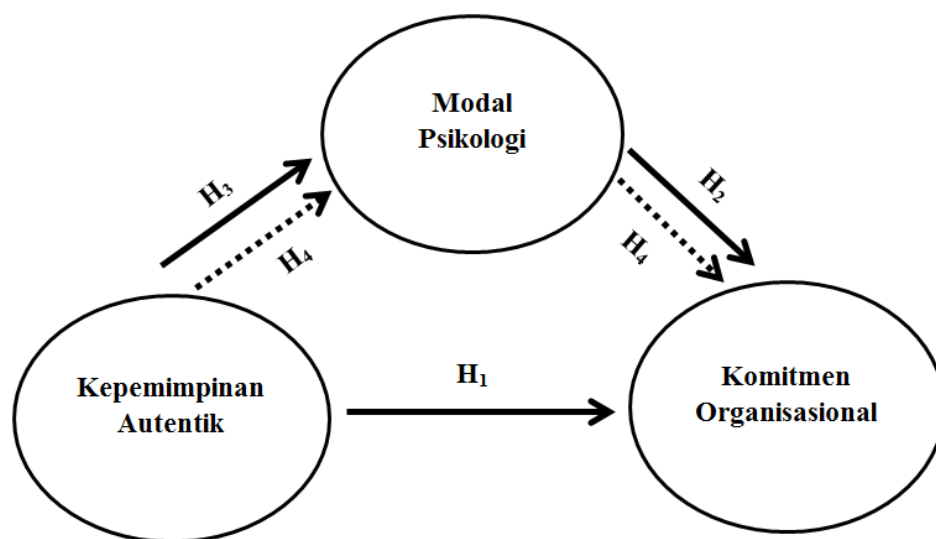 Modal
Psikologi
H₃
H₄
H₂
H₄
Kepemimpinan
Autentik
H₁
Komitmen
Organisasional